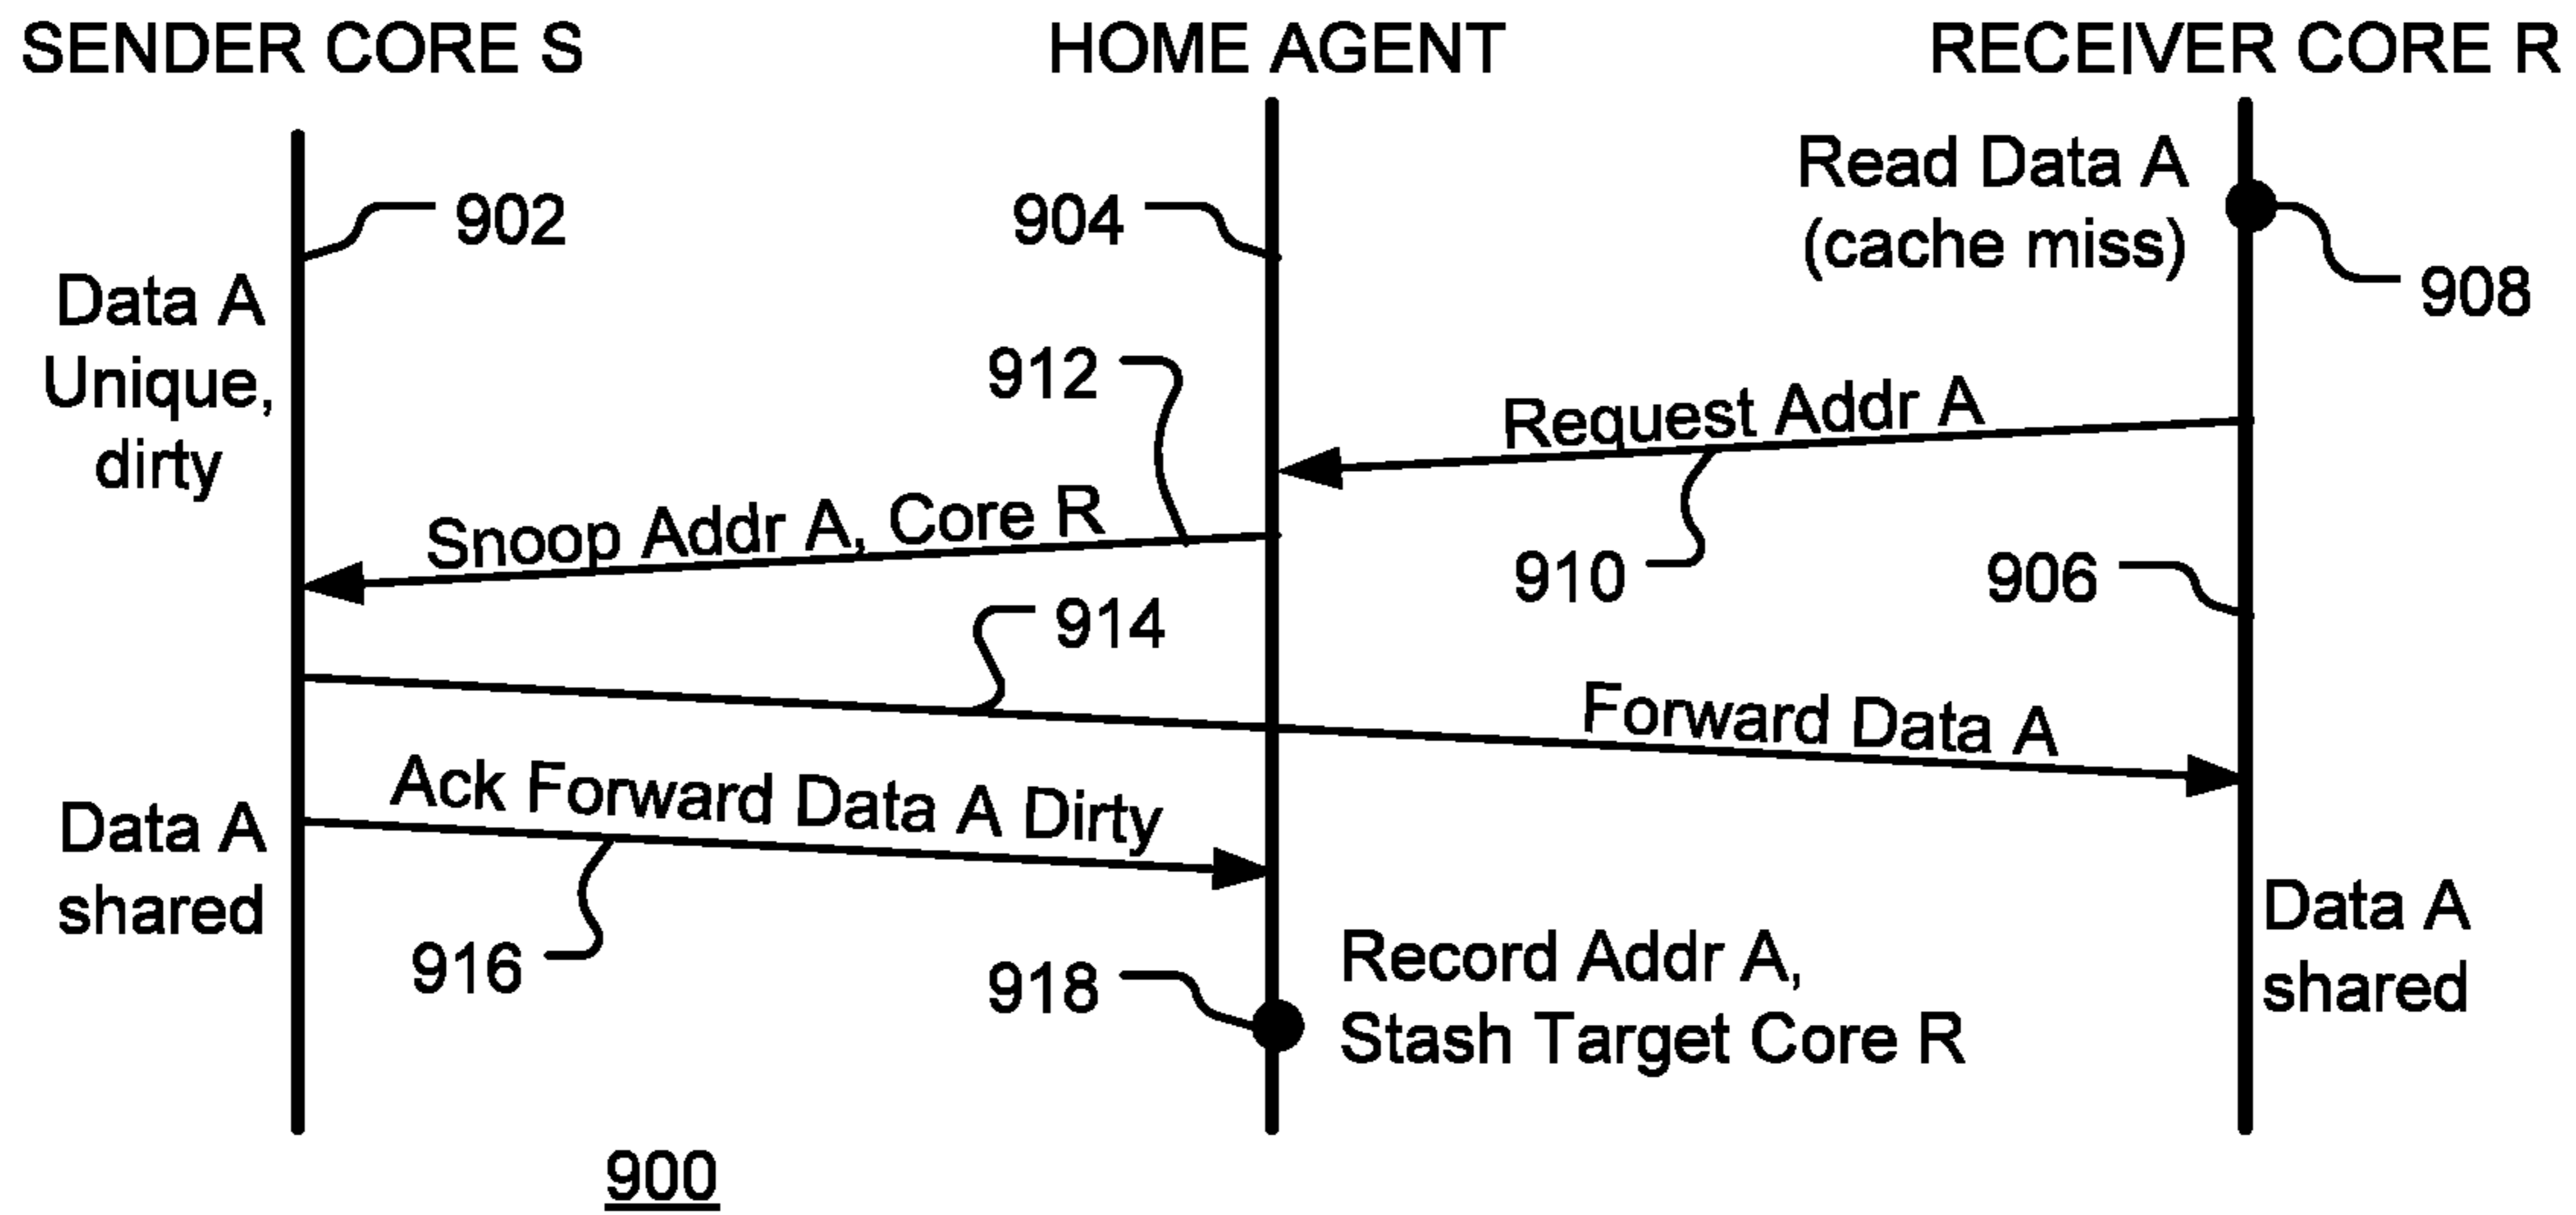 SENDER CORE S
HOME AGENT
RECEIVER CORE R
Read Data A
(cache miss)
902
904
908
Data A
Unique,
dirty
912
Request Addr A
Snoop Addr A, Core R
910
906
914
Forward Data A
Ack Forward Data A Dirty
Data A
shared
916
918
Record Addr A,
Stash Target Core R
Data A
shared
900